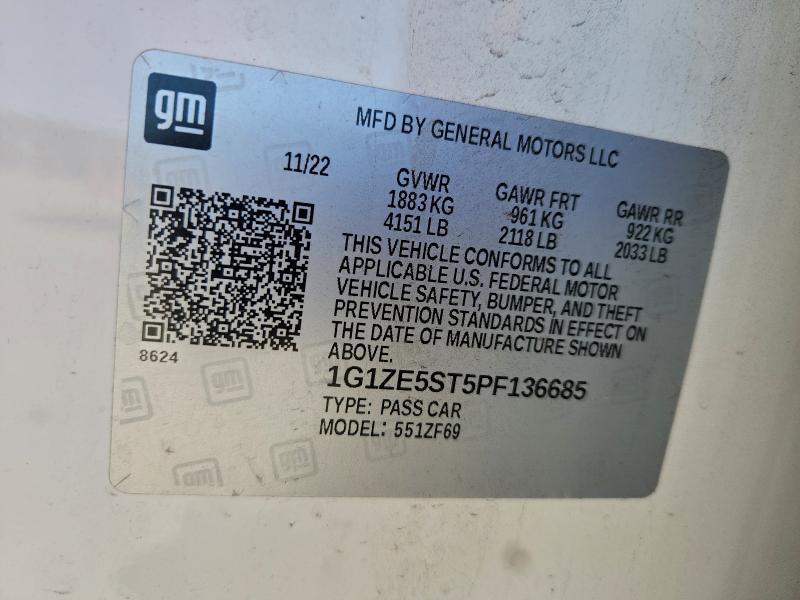 gm
MFD BY GENERAL MOTORS LLC
11/22
GVWR
1883 KG
4151 LB
GAWR FRT
961 KG
2118 LB
GAWR RR
922 KG
2033 LB
THIS VEHICLE CONFORMS TO ALL
APPLICABLE U.S. FEDERAL MOTOR
VEHICLE SAFETY, BUMPER, AND THEFT
PREVENTION STANDARDS IN EFFECT ON
THE DATE OF MANUFACTURE SHOWN
ABOVE.
8624
1G1ZE5ST5PF136685
TYPE: PASS CAR
MODEL: 551ZF69